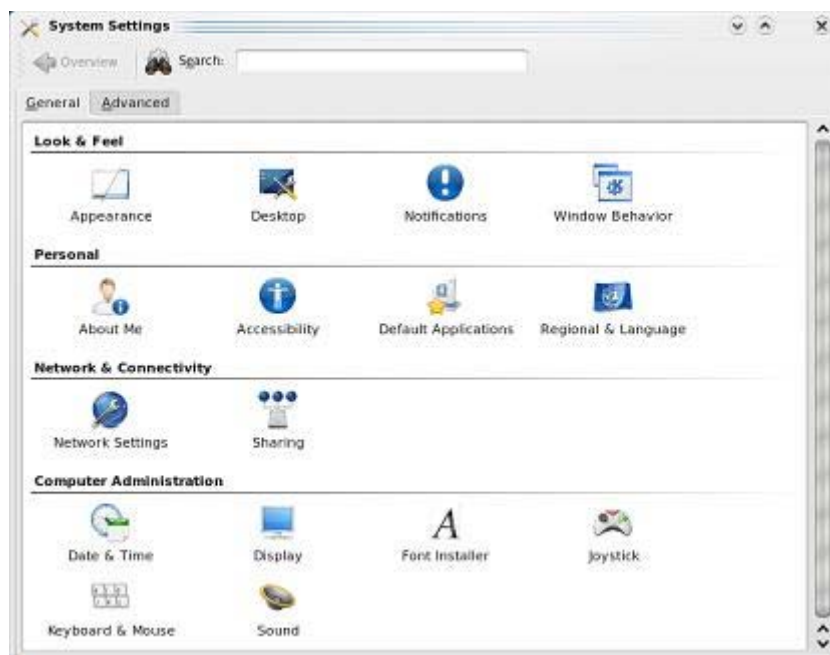 System Settings
Overview Search:
General Advanced
Look & Feel
Appearance Desktop Notifications Window Behavior
Personal
About Me Accessibility Default Applications Regional & Language
Network & Connectivity
Network Settings Sharing
Computer Administration
Date & Time Display Font Installer Joystick
Keyboard & Mouse Sound